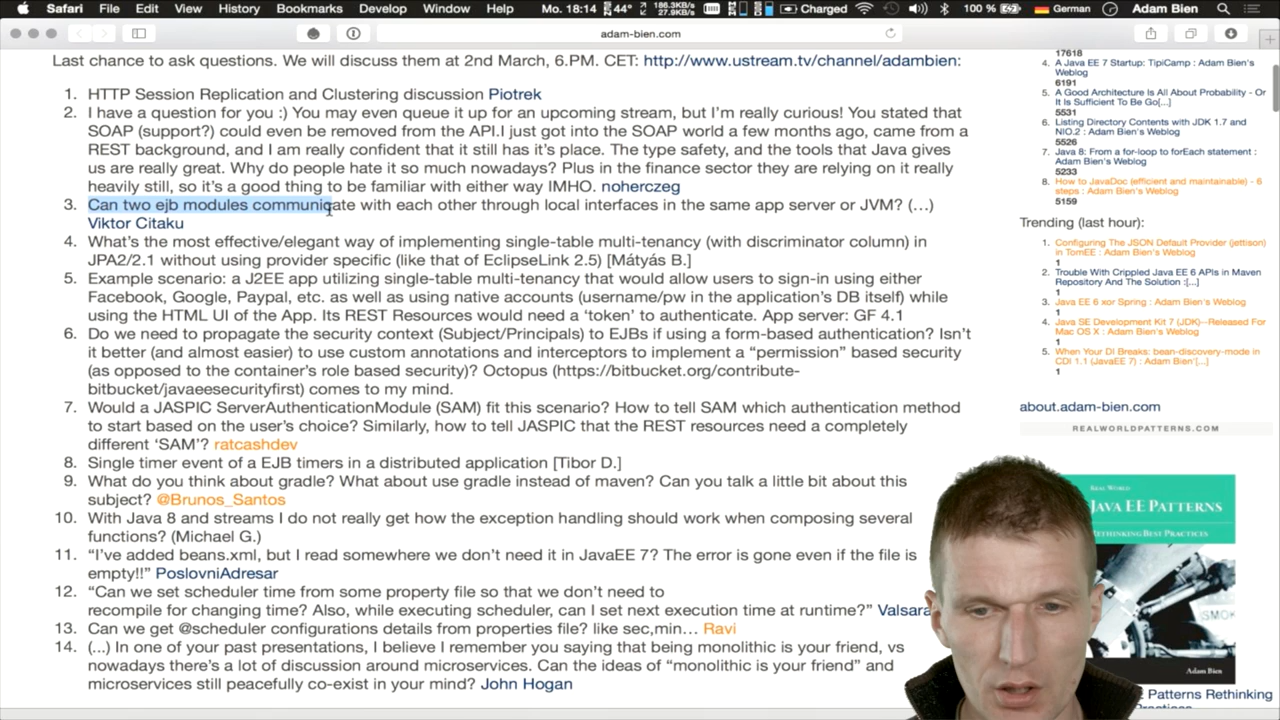 Safari File Edit View History Bookmarks Develop Window Help Mo. 18:14 44° 186.3KB/s 27.9KB/s Charged 100 % German Adam Bien
adam-bien.com
Last chance to ask questions. We will discuss them at 2nd March, 6.P.M. CET: http://www.ustream.tv/channel/adambien:
1. HTTP Session Replication and Clustering discussion Piotrek
2. I have a question for you :) You may even queue it up for an upcoming stream, but I'm really curious! You stated that
SOAP (support?) could even be removed from the API.I just got into the SOAP world a few months ago, came from a
REST background, and I am really convinced it still has it's place. The type safety, and the tools that Java gives
us are really great. Why do people hate is so much nowadays? Plus in the finance sector they are relying on it really
heavily still, so it's a good thing to be familiar with aither way IMHO. noherczeg
3. Can two ejb modules communicate
through local interfaces in the same app server or JVM? (…)
Viktor Citaku
4. What's the most effective/elegant way of implementing single-table multi-tenancy (with discriminator column) in
JPA2/2.1 without using provider specific (like EclipseLink 2.5) [Mátyás B.]
5. Example scenario: a J2EE app utilizing single-table multi-tenancy that would allow users to sign-in using either
Facebook, Google, Paypal, etc. as well as using native accounts (username/pw in the application's DB itself) while
using the HTML UI of the App. Its REST resources would need a 'token' to authenticate. App server: GF 4.1
6. Do we need to propagate the security (roles/principals) to EJBs if using a form-based authentication? Isn't
it better (and almost easier) to use custom annotations and interceptors to implement a "permission" based security
(as opposed to the container's role based security)? Octopus (https://bitbucket.org/contribute-
bitbucket/javaeesecurityfirst) comes to my mind.
7. Would a JASPIC ServerAuthenticationModule (SAM) fit this scenario? How to tell SAM which authentication method
to start based on the user's choice? Similarly, how to tell JASPIC that the REST resources need a completely
different 'SAM'? ratcashdev
8. Single timer event of a EJB timers in a distributed application [Tibor D.]
9. What do you think about gradle? What about use gradle instead of maven? Can you talk a little bit about this
subject? @Brunos_Santos
10. With Java 8 and streams I do not really get how the exception handling should work when composing several
functions? (Michael G.)
11. "I've added beans.xml, but I read somewhere we don't need it in JavaEE 7? The error is gone even if the file is
empty!!" PoslovniAdresar
12. "Can we set scheduler time from some property file so that we don't need to
recompile for changing time? Also, while executing scheduler, can I set next execution time at runtime?" Valsara
13. Can we get @scheduler configurations details from properties file? like sec,min… Ravi
14. (...) In one of your past presentations, I believe I remember you saying that being monolithic is your friend, vs
nowadays there's a lot of discussion around microservices. Can the ideas of "monolithic is your friend" and
microservices still peacefully co-exist in your mind? John Hogan
17618
4. A Java EE 7 Startup: TipiCamp : Adam Bien's
Weblog
6191
5. A Good Architecture Is All About Probability - Or
It Is Sufficient To Be Go[...]
5531
6. Listing Directory Contents with JDK 1.7 and
NIO.2 : Adam Bien's Weblog
5526
7. Java 8: From a for-loop to forEach statement :
Adam Bien's Weblog
5233
8. How to JavaDoc (efficient and maintainable) - 6
steps : Adam Bien's Weblog
5159
Trending (last hour):
1. Configuring The JSON Default Provider (jettison)
in TomEE : Adam Bien's Weblog
1
2. Trouble With Crippled Java EE 6 APIs in Maven
Repository And The Solution :[...]
1
3. Java EE 6 xor Spring : Adam Bien's Weblog
1
4. Java SE Development Kit 7 (JDK)--Released For
Mac OS X : Adam Bien's Weblog
1
5. When Your DI Breaks: bean-discovery-mode in
CDI 1.1 (JavaEE 7) : Adam Bien'[...]
1
about.adam-bien.com
REALWORLDPATTERNS.COM
REAL WORLD
JAVA EE PATTERNS
RETHINKING BEST PRACTICES
SMOK
Adam Bien
Patterns Rethinking
Practices